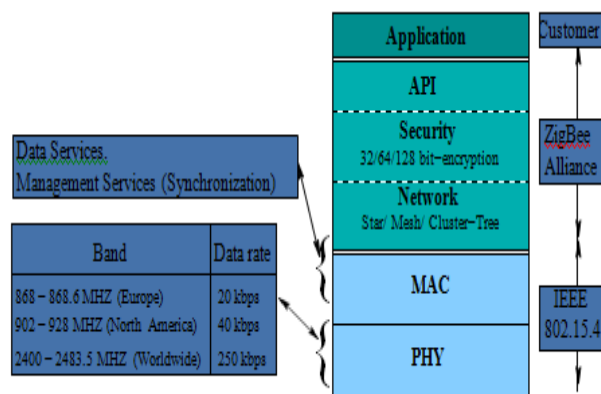 Application
Customer
API
Security
32/64/128 bit-encryption
ZigBee
Alliance
Data Services.
Management Services (Synchronization)
Network
Star/ Mesh/ Cluster-Tree
Band Data rate
868 – 868.6 MHZ (Europe) 20 kbps
902 – 928 MHZ (North America) 40 kbps
2400 – 2483.5 MHZ (Worldwide) 250 kbps
MAC
IEEE
802.15.4
PHY